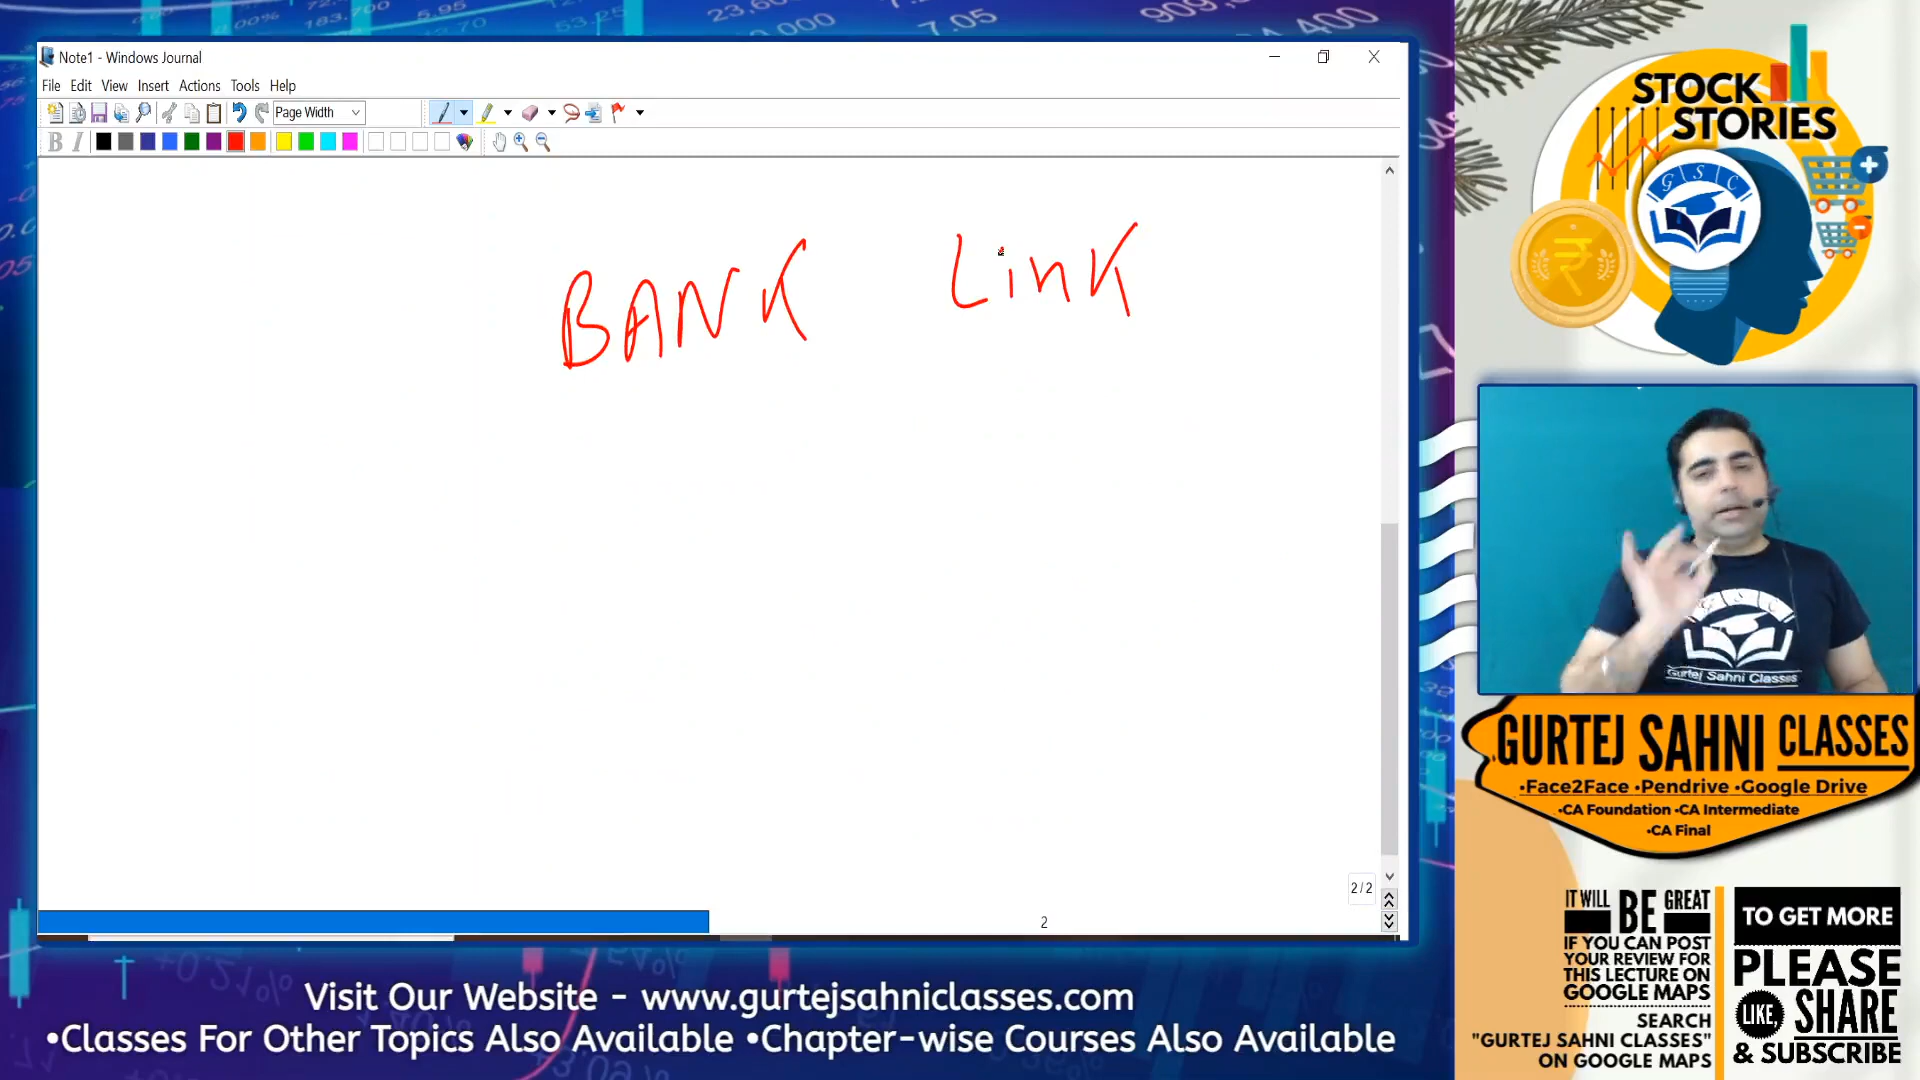 Note1 - Windows Journal
File Edit View Insert Actions Tools Help
Page Width
B I
BANK LinK
2 / 2
2
STOCK
STORIES
G S C
G S C
Gurtej Sahni Classes
GURTEJ SAHNI CLASSES
•Face2Face •Pendrive •Google Drive
•CA Foundation •CA Intermediate
•CA Final
IT WILL BE GREAT
IF YOU CAN POST
YOUR REVIEW FOR
THIS LECTURE ON
GOOGLE MAPS
SEARCH
"GURTEJ SAHNI CLASSES"
ON GOOGLE MAPS
TO GET MORE
PLEASE
LIKE, SHARE
& SUBSCRIBE
Visit Our Website - www.gurtejsahniclasses.com
•Classes For Other Topics Also Available •Chapter-wise Courses Also Available